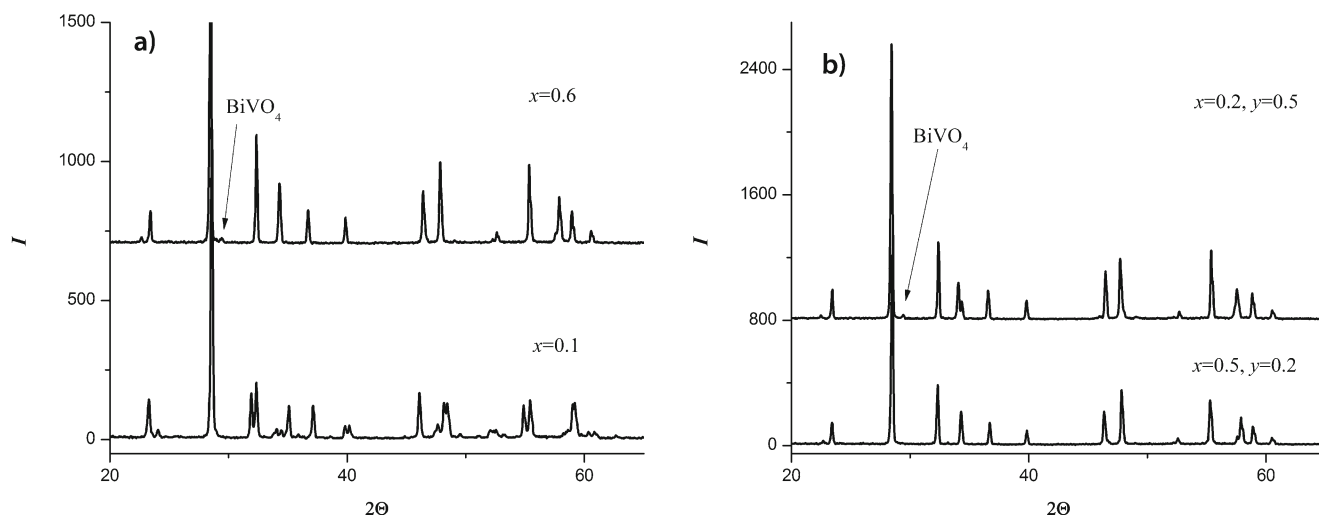 a)
1500
1000
500
0
I
x=0.6
BiVO₄
x=0.1
20
40
60
2Θ
b)
2400
1600
800
0
I
x=0.2, y=0.5
BiVO₄
x=0.5, y=0.2
20
40
60
2Θ